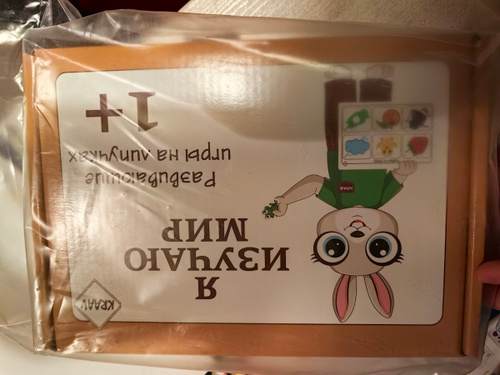 KRAAV
Я
ИЗУЧАЮ
МИР
Развивающие
игры на липучках
1+